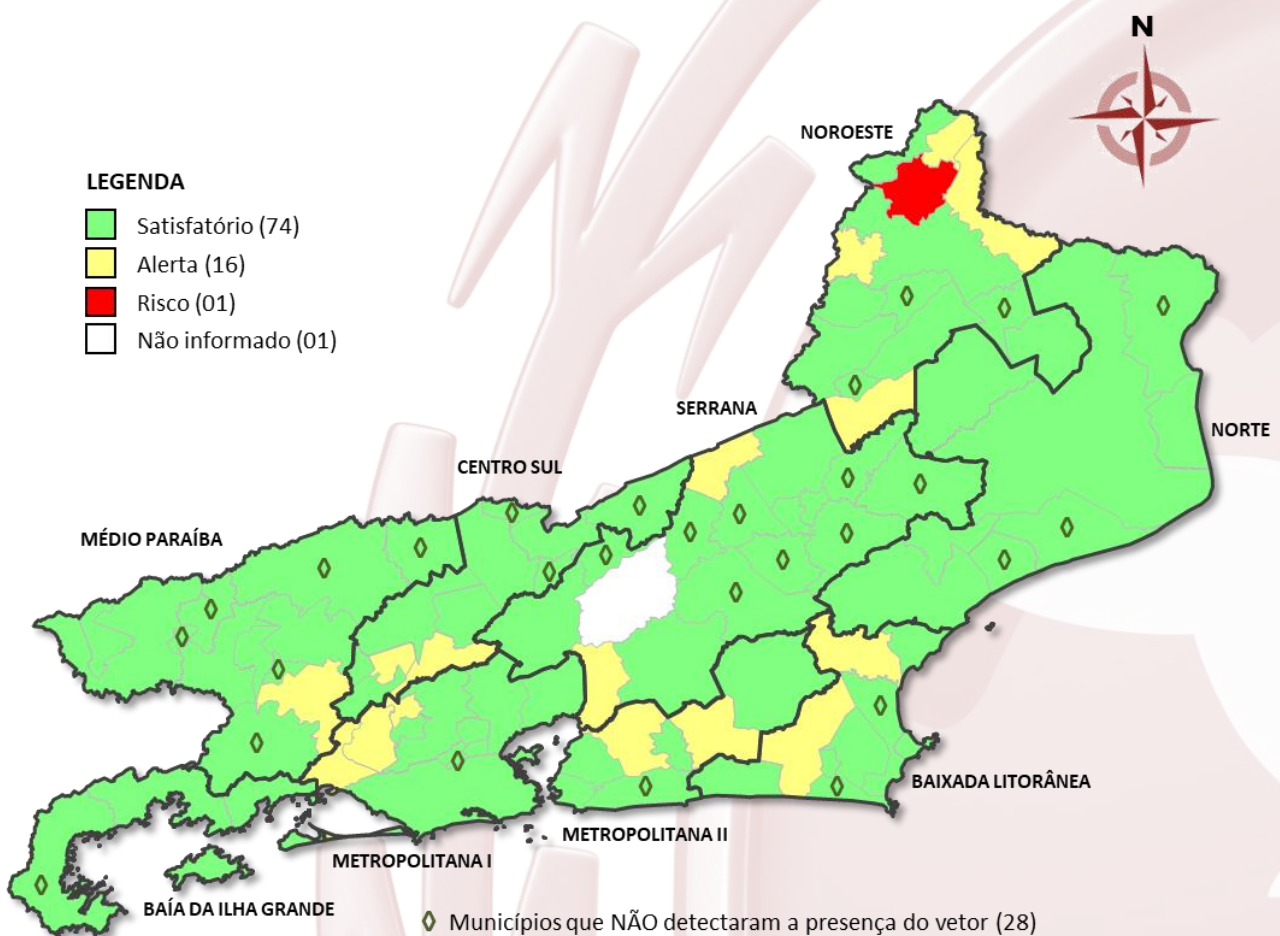 N
NOROESTE
LEGENDA
Satisfatório (74)
Alerta (16)
Risco (01)
Não informado (01)
SERRANA
NORTE
CENTRO SUL
MÉDIO PARAÍBA
BAIXADA LITORÂNEA
METROPOLITANA II
METROPOLITANA I
BAÍA DA ILHA GRANDE
Municípios que NÃO detectaram a presença do vetor (28)